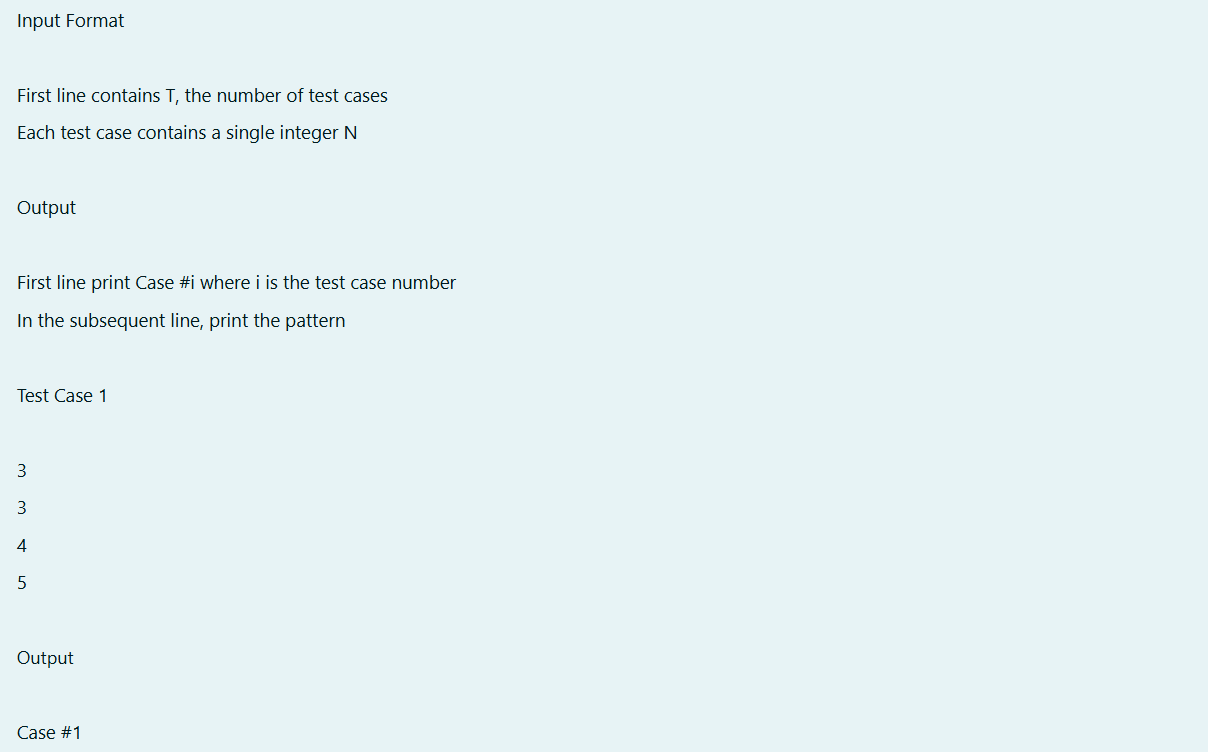 Input Format
First line contains T, the number of test cases
Each test case contains a single integer N
Output
First line print Case #i where i is the test case number
In the subsequent line, print the pattern
Test Case 1
3
3
4
5
Output
Case #1